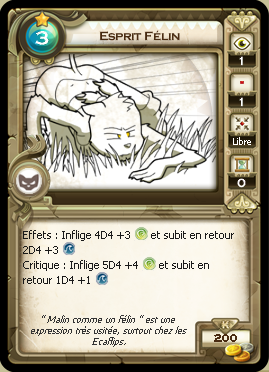 3
Esprit Félin
1
1
Libre
0
Effets : Inflige 4D4 +3 et subit en retour
2D4 +3
Critique : Inflige 5D4 +4 et subit en
retour 1D4 +1
“ Malin comme un félin ” est une
expression très usitée, surtout chez les
Ecaflips.
K
200